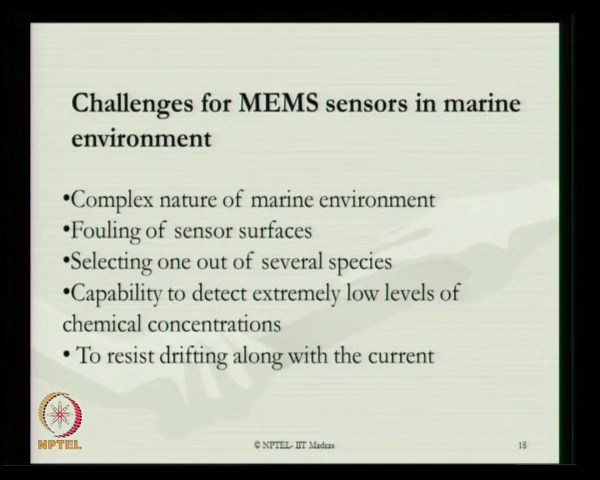 Challenges for MEMS sensors in marine
environment
•Complex nature of marine environment
•Fouling of sensor surfaces
•Selecting one out of several species
•Capability to detect extremely low levels of
chemical concentrations
• To resist drifting along with the current
NPTEL
© NPTEL- IIT Madras
18